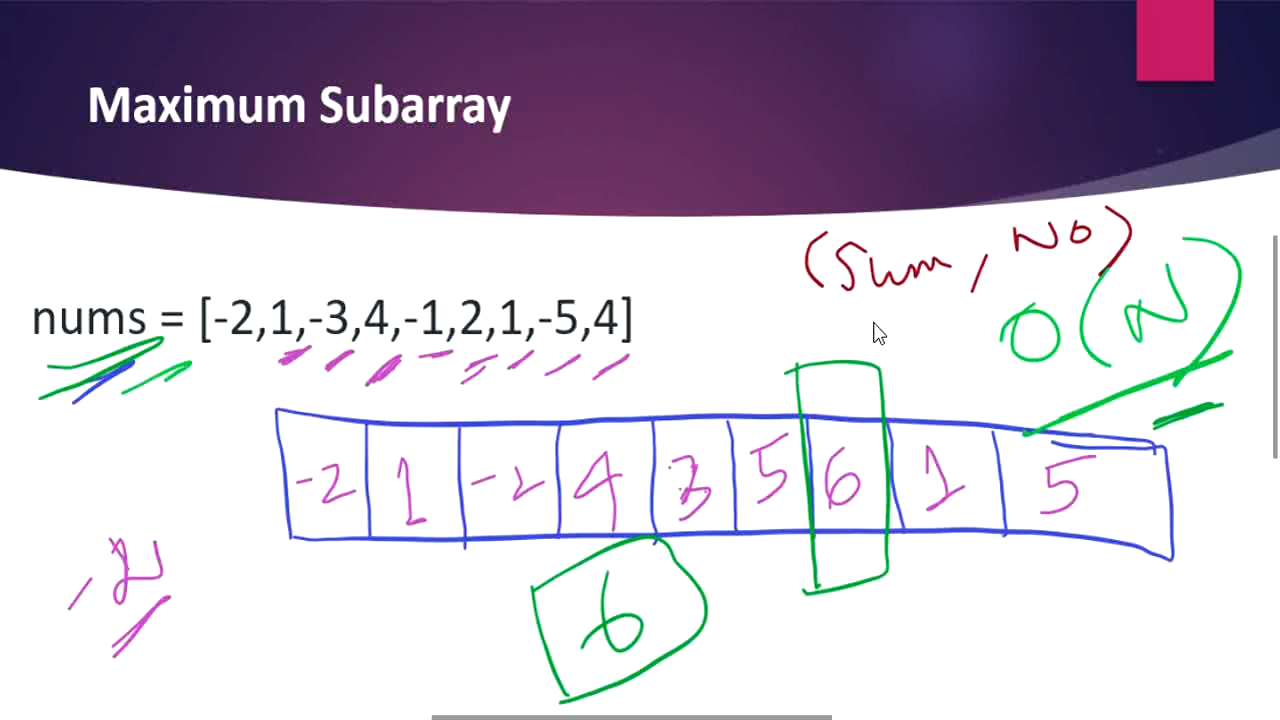 Maximum Subarray
(Sum, No)
nums = [-2,1,-3,4,-1,2,1,-5,4]
O(N)
-2 1 -2 4 3 5 6 1 5
6